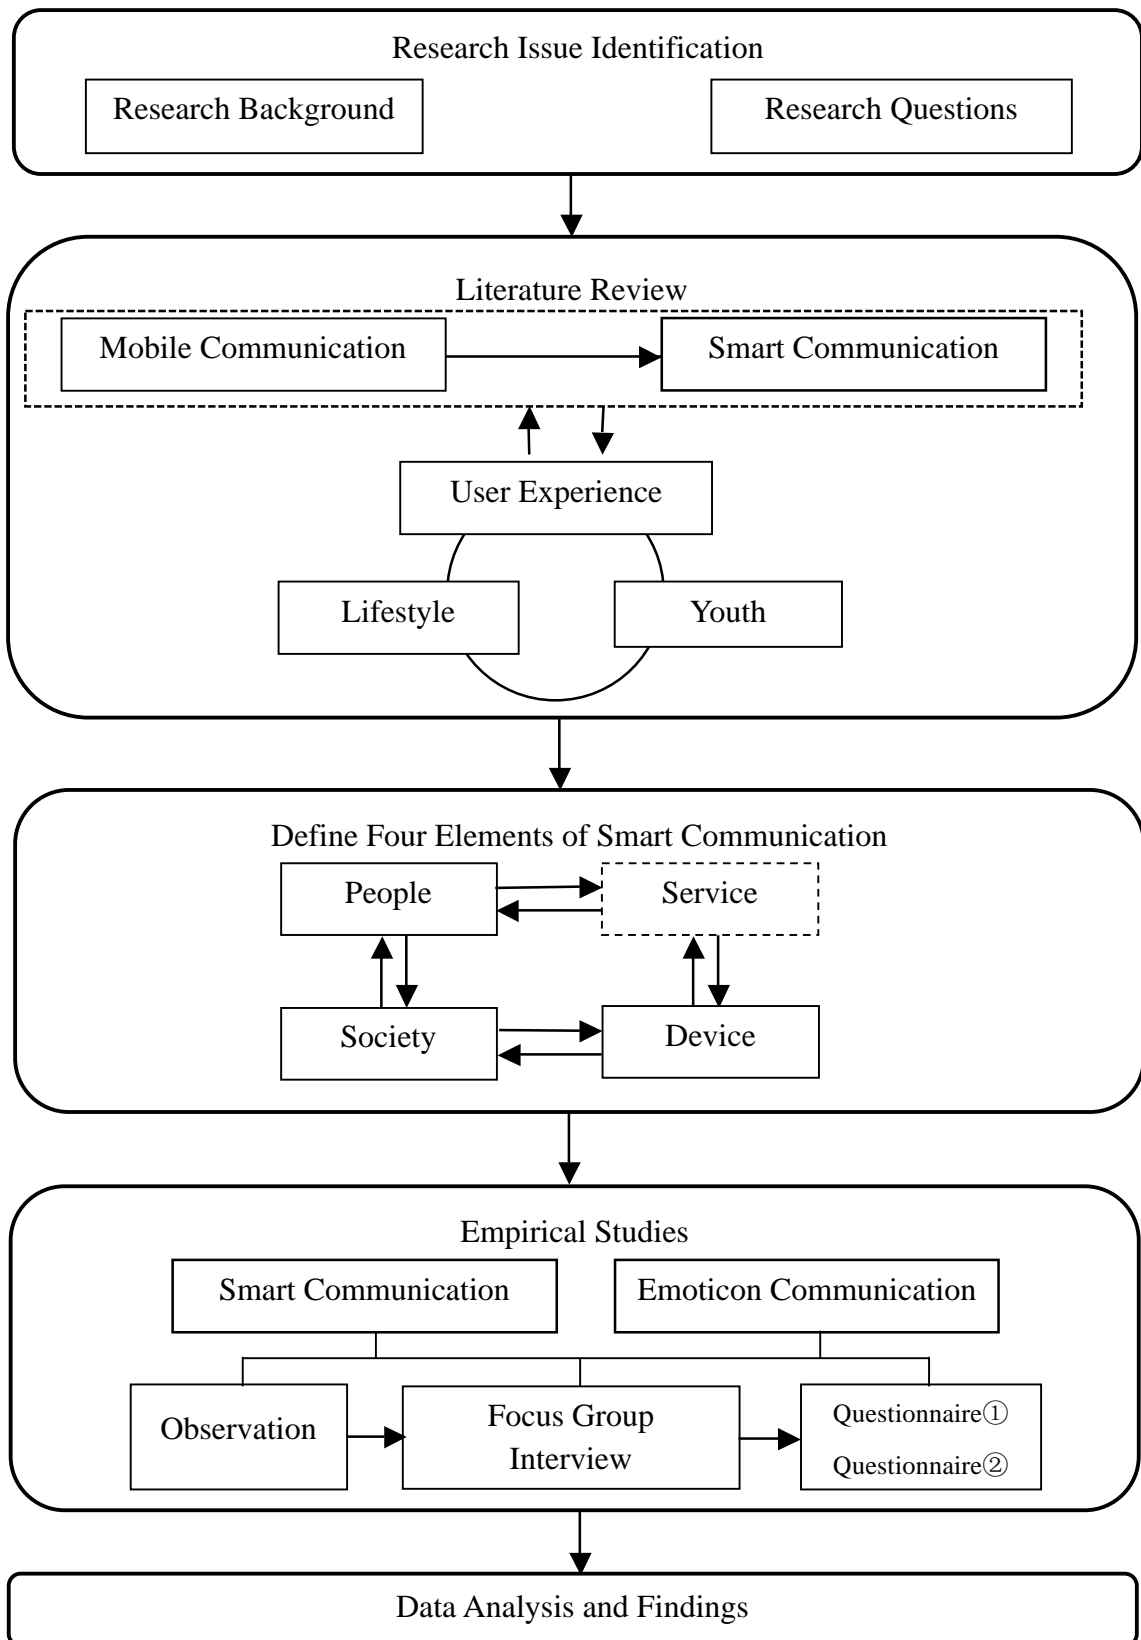 Research Issue Identification
Research Background
Research Questions
Literature Review
Mobile Communication
Smart Communication
User Experience
Lifestyle
Youth
Define Four Elements of Smart Communication
People
Service
Society
Device
Empirical Studies
Smart Communication
Emoticon Communication
Observation
Focus Group
Interview
Questionnaire①
Questionnaire②
Data Analysis and Findings